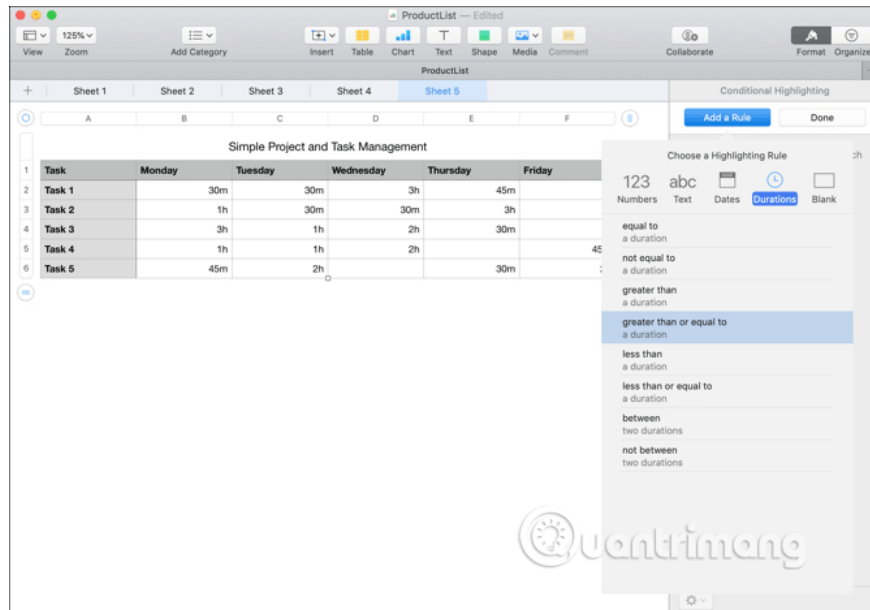 ProductList — Edited
125%
View Zoom Add Category Insert Table Chart Text Shape Media Comment Collaborate Format Organize
ProductList
+ Sheet 1 Sheet 2 Sheet 3 Sheet 4 Sheet 5 Conditional Highlighting
A B C D E F
Add a Rule Done
Simple Project and Task Management
Choose a Highlighting Rule
1 Task Monday Tuesday Wednesday Thursday Friday
2 Task 1 30m 30m 3h 45m
3 Task 2 1h 30m 30m 3h
4 Task 3 3h 1h 2h 30m
5 Task 4 1h 1h 2h 45
6 Task 5 45m 2h 30m
123 abc
Numbers Text Dates Durations Blank
equal to
a duration
not equal to
a duration
greater than
a duration
greater than or equal to
a duration
less than
a duration
less than or equal to
a duration
between
two durations
not between
two durations
Quantrimang